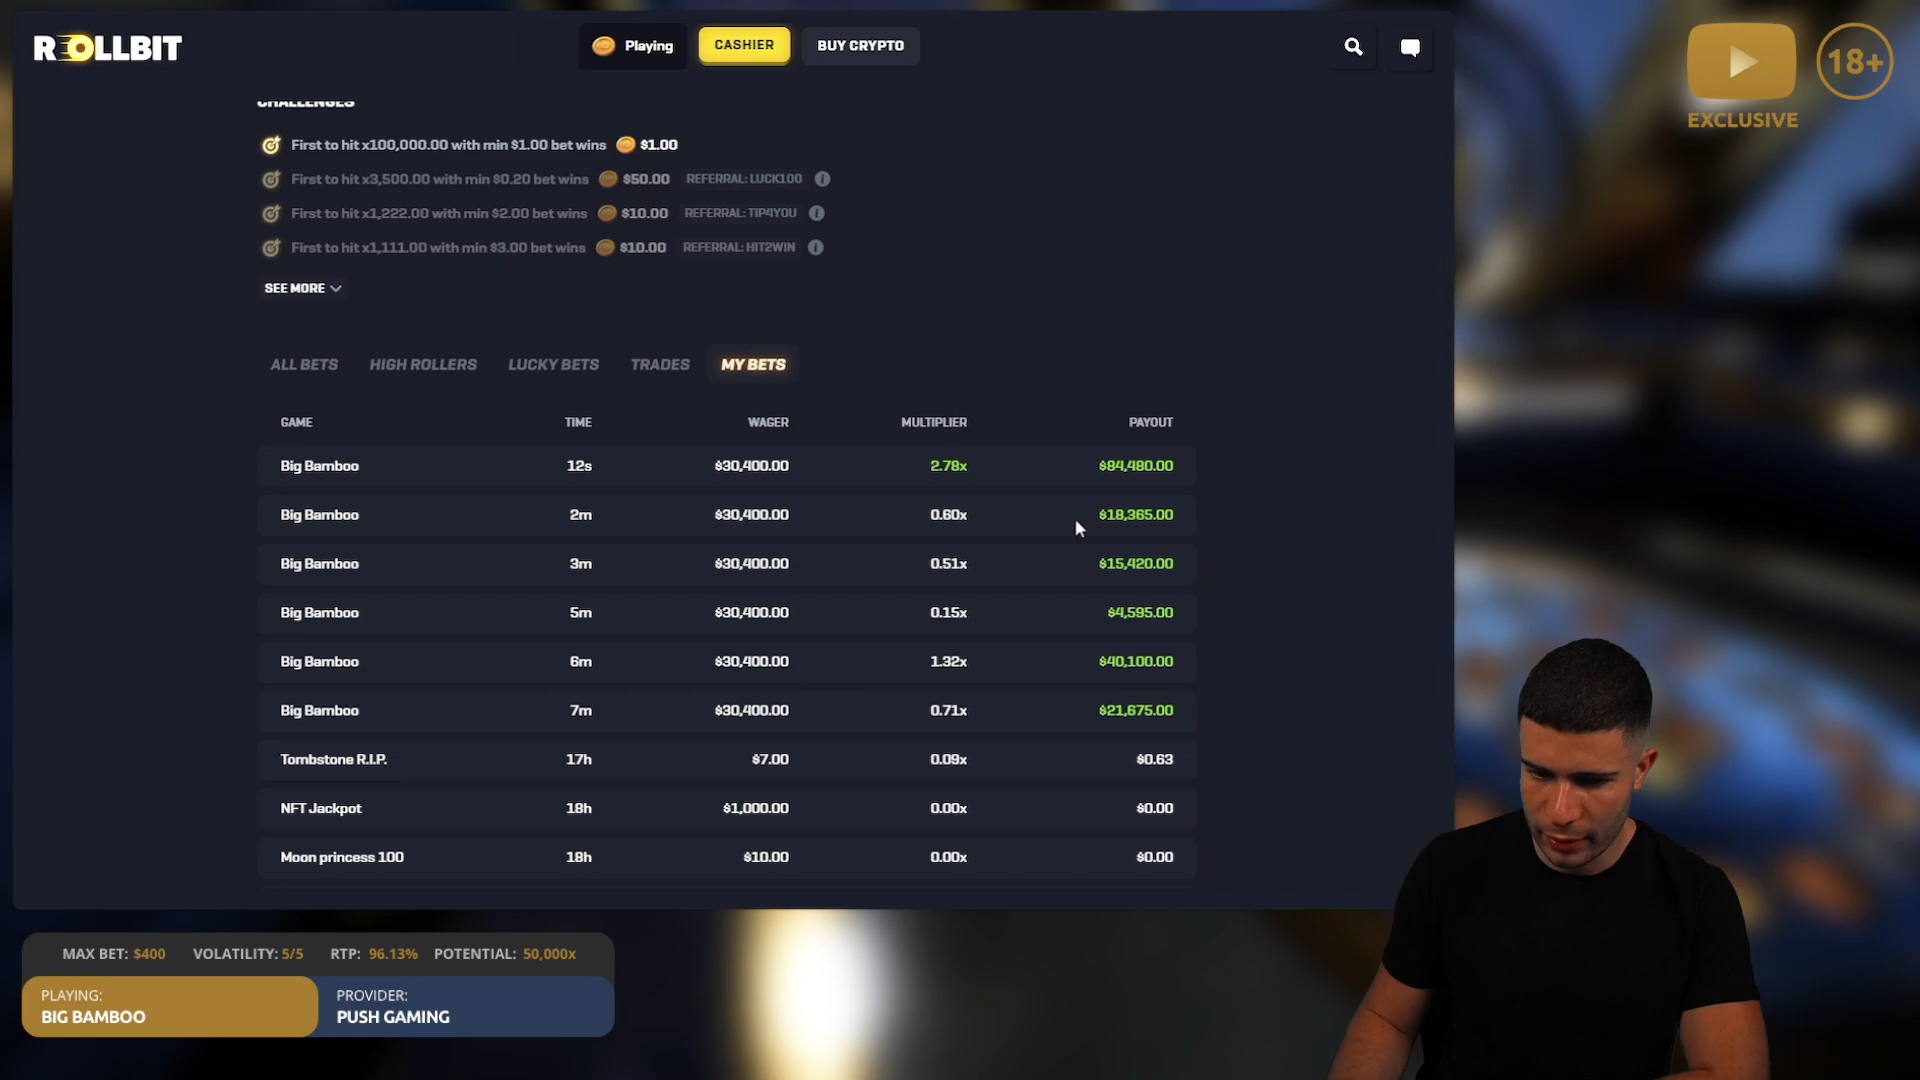 ROLLBIT
Playing
CASHIER
BUY CRYPTO
18+
EXCLUSIVE
CHALLENGES
First to hit x100,000.00 with min $1.00 bet wins $1.00
First to hit x3,500.00 with min $0.20 bet wins $50.00 REFERRAL: LUCK100
First to hit x1,222.00 with min $2.00 bet wins $10.00 REFERRAL: TIP4YOU
First to hit x1,111.00 with min $3.00 bet wins $10.00 REFERRAL: HIT2WIN
SEE MORE
ALL BETS HIGH ROLLERS LUCKY BETS TRADES MY BETS
GAME TIME WAGER MULTIPLIER PAYOUT
Big Bamboo 12s $30,400.00 2.78x $84,480.00
Big Bamboo 2m $30,400.00 0.60x $18,365.00
Big Bamboo 3m $30,400.00 0.51x $15,420.00
Big Bamboo 5m $30,400.00 0.15x $4,595.00
Big Bamboo 6m $30,400.00 1.32x $40,100.00
Big Bamboo 7m $30,400.00 0.71x $21,675.00
Tombstone R.I.P. 17h $7.00 0.09x $0.63
NFT Jackpot 18h $1,000.00 0.00x $0.00
Moon princess 100 18h $10.00 0.00x $0.00
MAX BET: $400 VOLATILITY: 5/5 RTP: 96.13% POTENTIAL: 50,000x
PLAYING:
BIG BAMBOO
PROVIDER:
PUSH GAMING